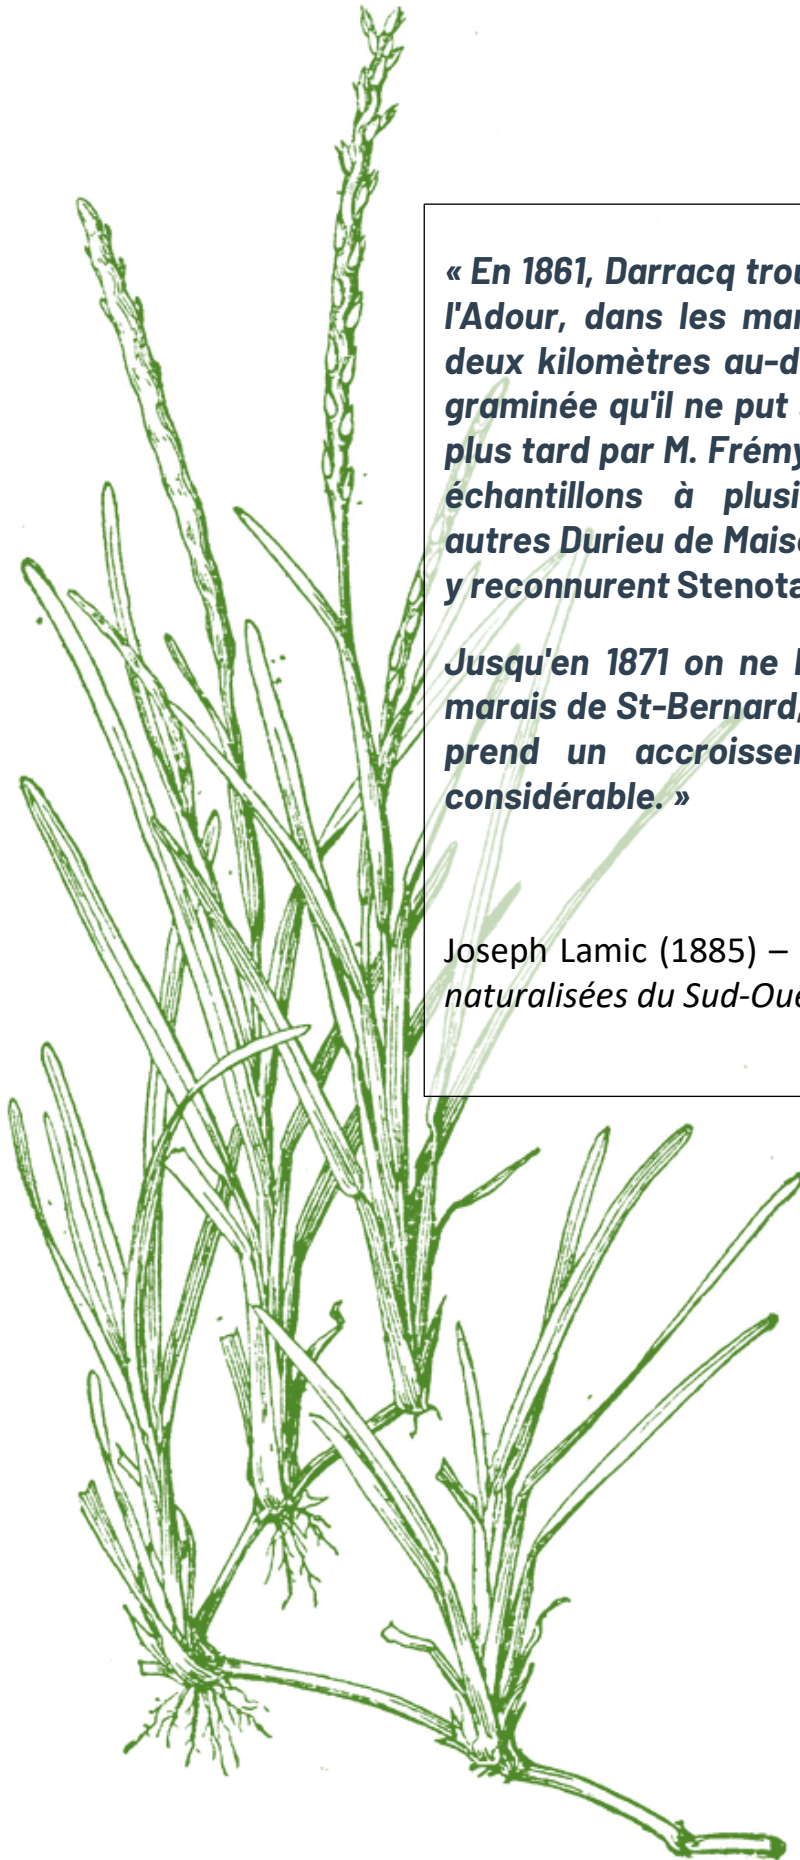 « En 1861, Darracq trou
l'Adour, dans les mar
deux kilomètres au-d
graminée qu'il ne put
plus tard par M. Frémy
échantillons à plusi
autres Durieu de Mais
y reconnurent Stenota
Jusqu'en 1871 on ne
marais de St-Bernard,
prend un accroisse
considérable. »
Joseph Lamic (1885) –
naturalisées du Sud-Oue